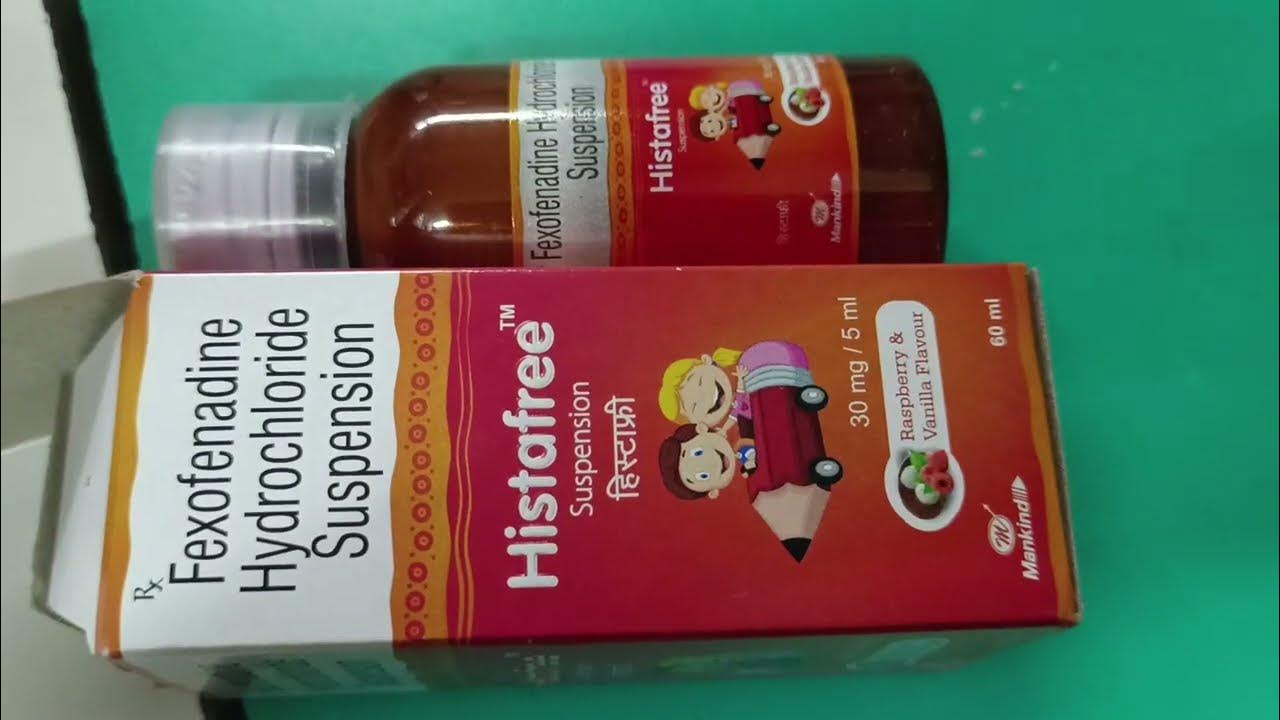 Rx
Fexofenadine
Hydrochloride
Suspension
Histafree™
Suspension
हिस्टाफ्री
30 mg / 5 ml
Raspberry &
Vanilla Flavour
60 ml
Mankind
Fexofenadine Hydrochloride
Suspension
Histafree
Suspension
Mankind